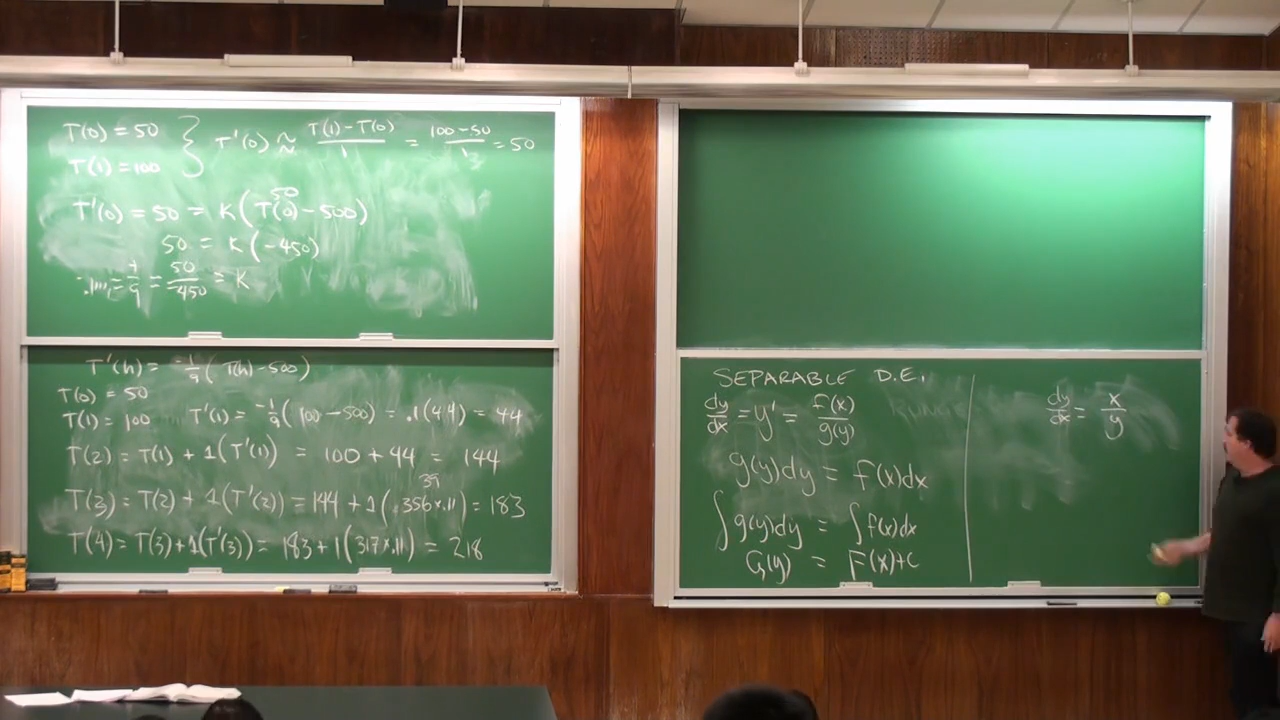 T(0) = 50
T(1) = 100
} T'(0) ≈ (T(1) - T(0))/1 = (100 - 50)/1 = 50
T'(0) = 50 = K(T(0) - 500)
50
50 = K(-450)
-.111 = -1/9 = 50/-450 = K
T'(h) = -1/9 (T(h) - 500)
T(0) = 50
T(1) = 100 T'(1) = -1/9 (100 - 500) = .1(44) = 44
T(2) = T(1) + 1(T'(1)) = 100 + 44 = 144
39
T(3) = T(2) + 1(T'(2)) = 144 + 1(.356×.11) = 183
T(4) = T(3) + 1(T'(3)) = 183 + 1(317×.11) = 218
SEPARABLE D.E.
dy/dx = y' = f(x)/g(y)
g(y)dy = f(x)dx
∫g(y)dy = ∫f(x)dx
G(y) = F(x)+C
dy/dx = x/y